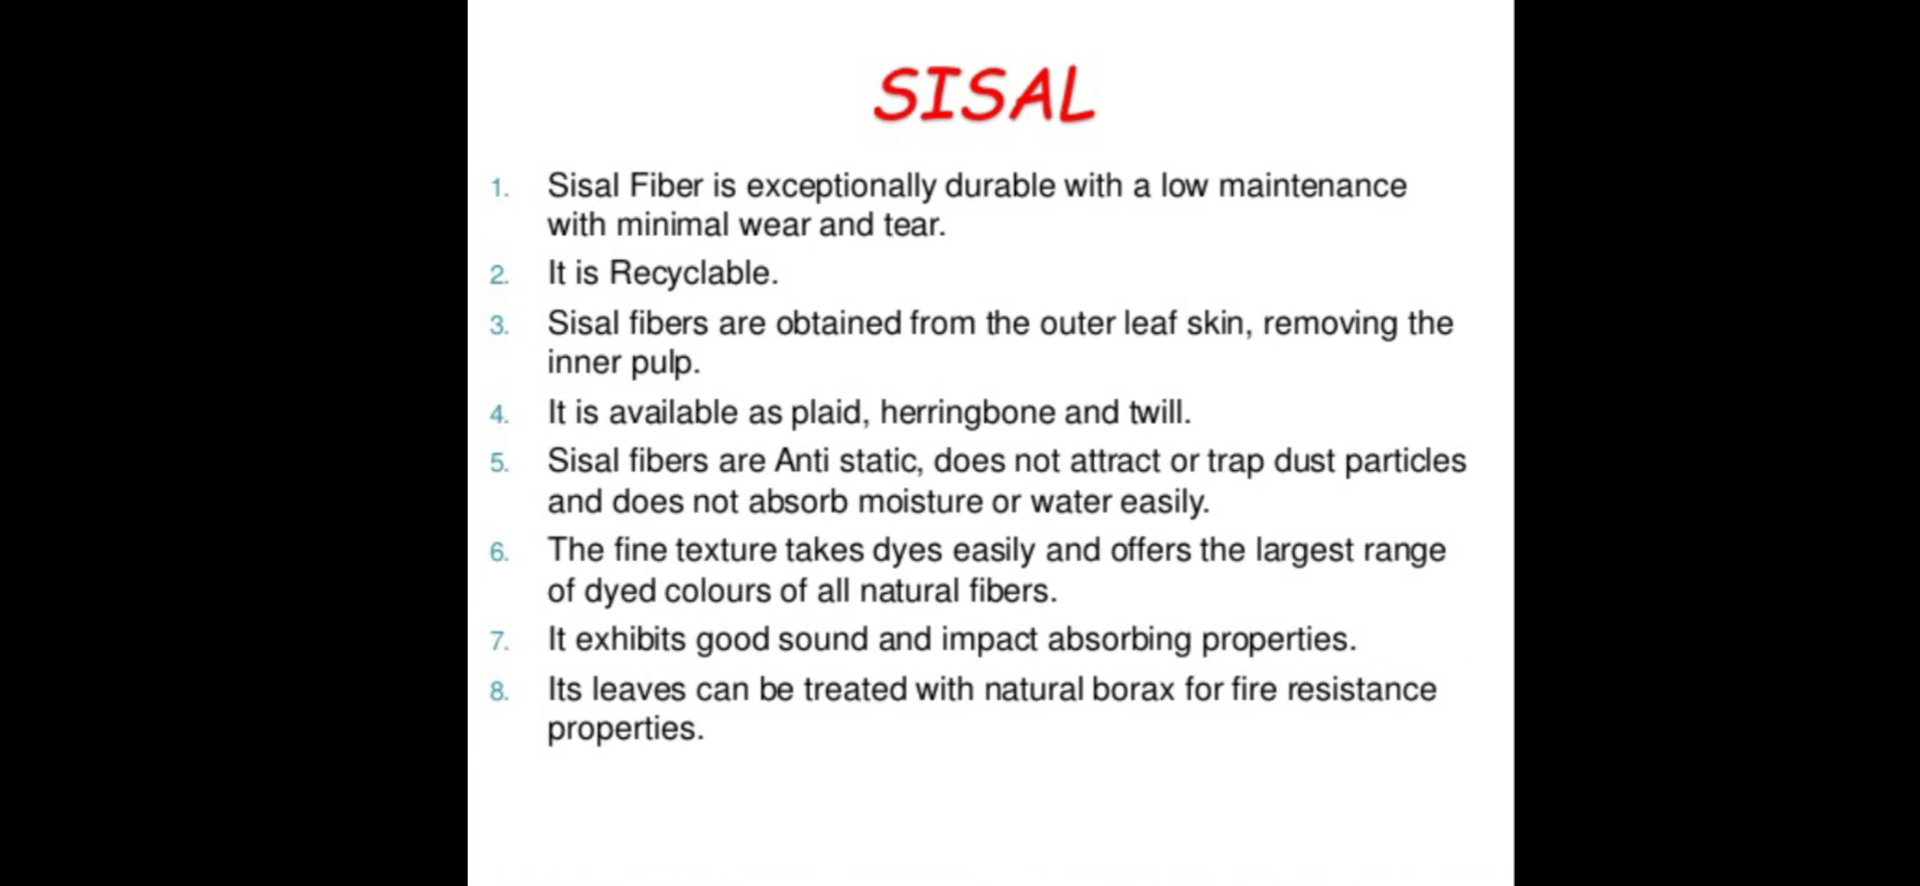 SISAL
1. Sisal Fiber is exceptionally durable with a low maintenance
with minimal wear and tear.
2. It is Recyclable.
3. Sisal fibers are obtained from the outer leaf skin, removing the
inner pulp.
4. It is available as plaid, herringbone and twill.
5. Sisal fibers are Anti static, does not attract or trap dust particles
and does not absorb moisture or water easily.
6. The fine texture takes dyes easily and offers the largest range
of dyed colours of all natural fibers.
7. It exhibits good sound and impact absorbing properties.
8. Its leaves can be treated with natural borax for fire resistance
properties.